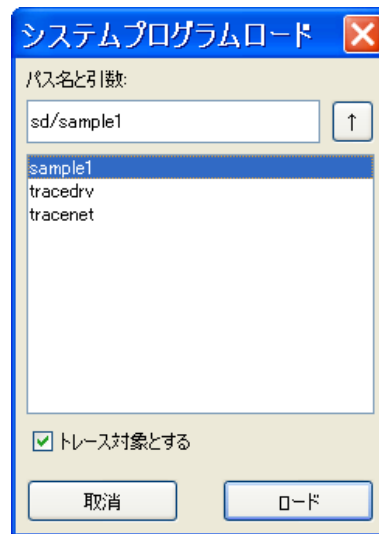 システムプログラムロード
パス名と引数:
sd/sample1
↑
sample1
tracedrv
tracenet
トレース対象とする
取消
ロード